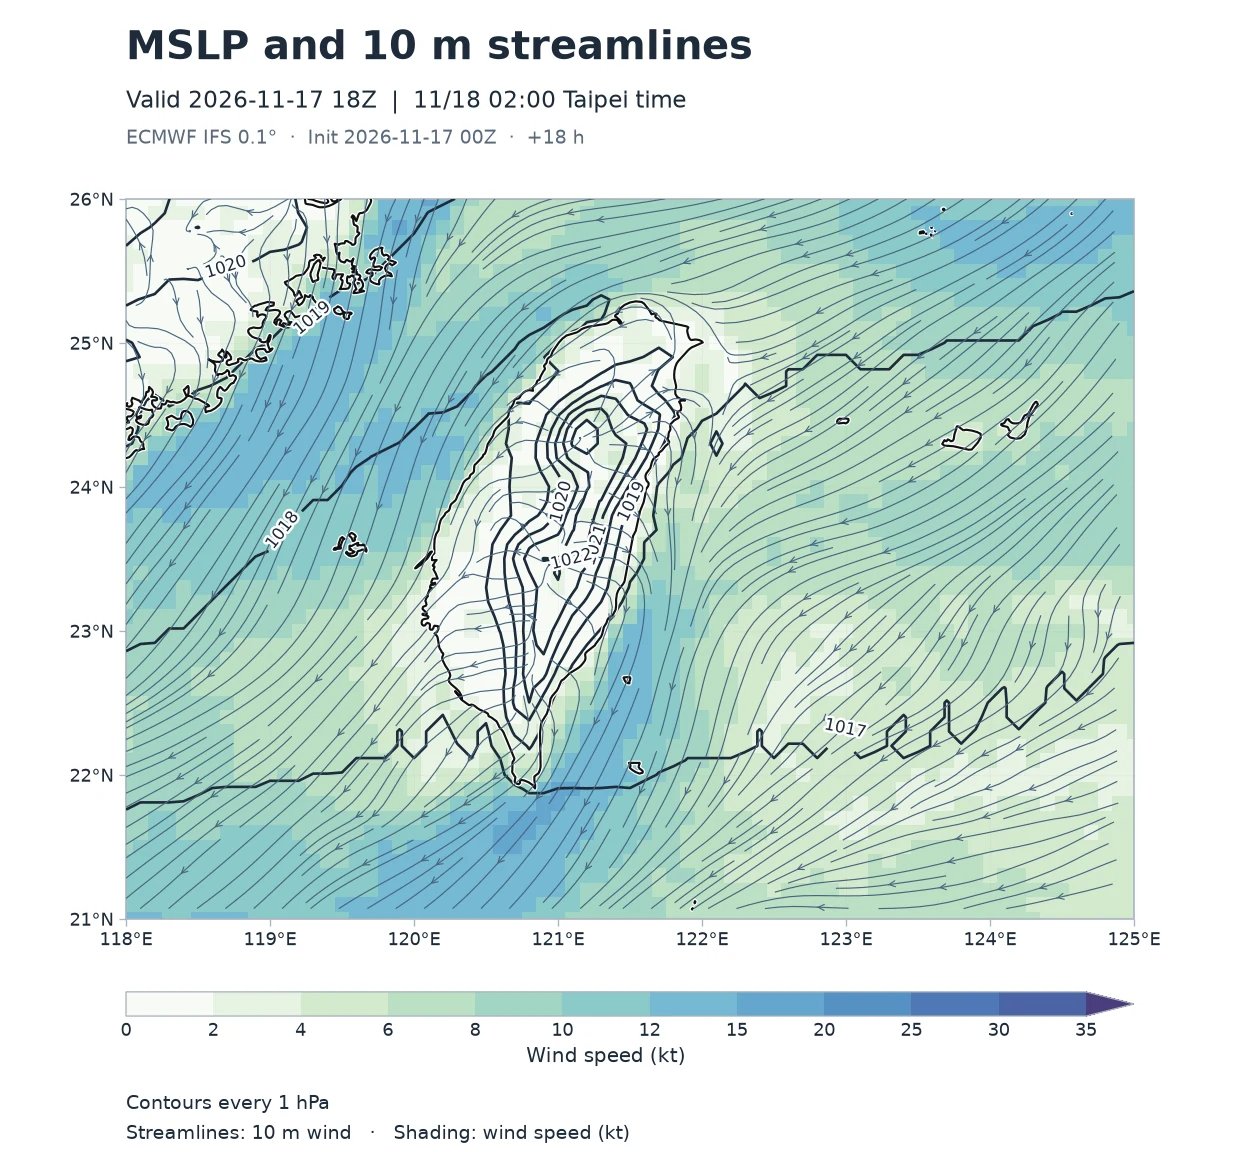 MSLP and 10 m streamlines
Valid 2026-11-17 18Z | 11/18 02:00 Taipei time
ECMWF IFS 0.1° · Init 2026-11-17 00Z · +18 h
26°N
25°N
24°N
23°N
22°N
21°N
1020
1019
1018
1020
1019
1022
1017
118°E 119°E 120°E 121°E 122°E 123°E 124°E 125°E
0 2 4 6 8 10 12 15 20 25 30 35
Wind speed (kt)
Contours every 1 hPa
Streamlines: 10 m wind · Shading: wind speed (kt)